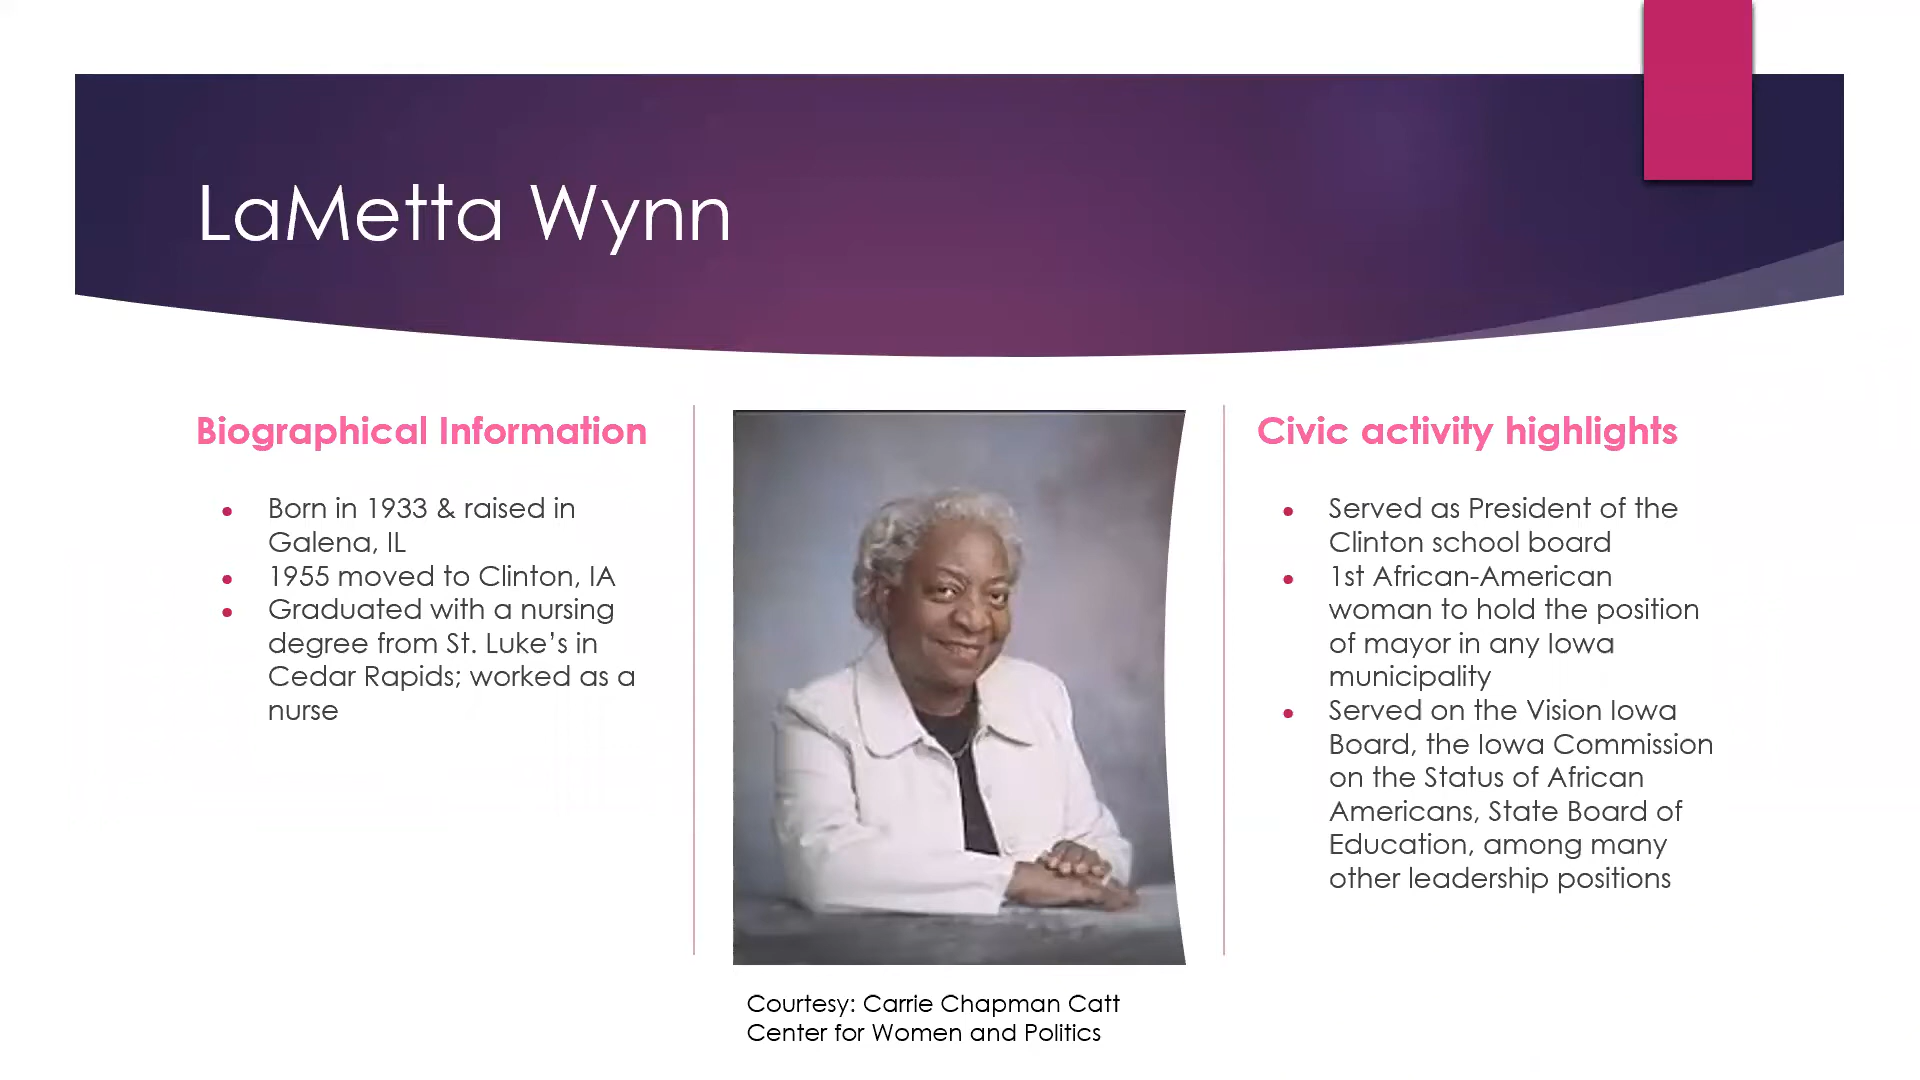 LaMetta Wynn
Biographical Information
● Born in 1933 & raised in
Galena, IL
● 1955 moved to Clinton, IA
● Graduated with a nursing
degree from St. Luke’s in
Cedar Rapids; worked as a
nurse
Courtesy: Carrie Chapman Catt
Center for Women and Politics
Civic activity highlights
● Served as President of the
Clinton school board
● 1st African-American
woman to hold the position
of mayor in any Iowa
municipality
● Served on the Vision Iowa
Board, the Iowa Commission
on the Status of African
Americans, State Board of
Education, among many
other leadership positions